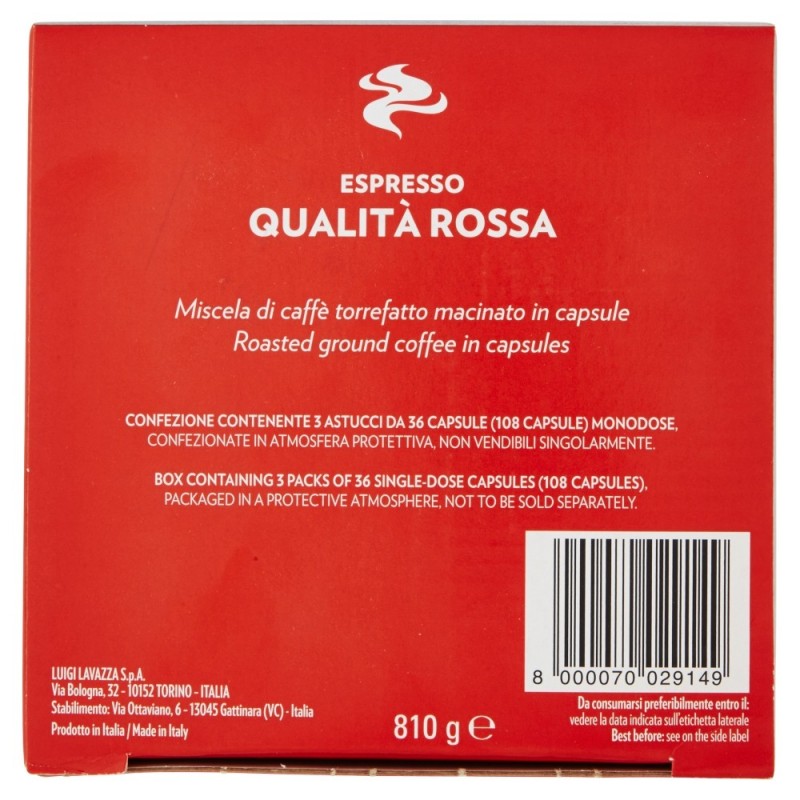 ESPRESSO
QUALITÀ ROSSA
Miscela di caffè torrefatto macinato in capsule
Roasted ground coffee in capsules
CONFEZIONE CONTENENTE 3 ASTUCCI DA 36 CAPSULE (108 CAPSULE) MONODOSE,
CONFEZIONATE IN ATMOSFERA PROTETTIVA, NON VENDIBILI SINGOLARMENTE.
BOX CONTAINING 3 PACKS OF 36 SINGLE-DOSE CAPSULES (108 CAPSULES),
PACKAGED IN A PROTECTIVE ATMOSPHERE, NOT TO BE SOLD SEPARATELY.
8 000070 029149
LUIGI LAVAZZA S.p.A.
Via Bologna, 32 - 10152 TORINO - ITALIA
Stabilimento: Via Ottaviano, 6 - 13045 Gattinara (VC) - Italia
Prodotto in Italia / Made in Italy
810 g ℮
Da consumarsi preferibilmente entro il:
vedere la data indicata sull'etichetta laterale
Best before: see on the side label